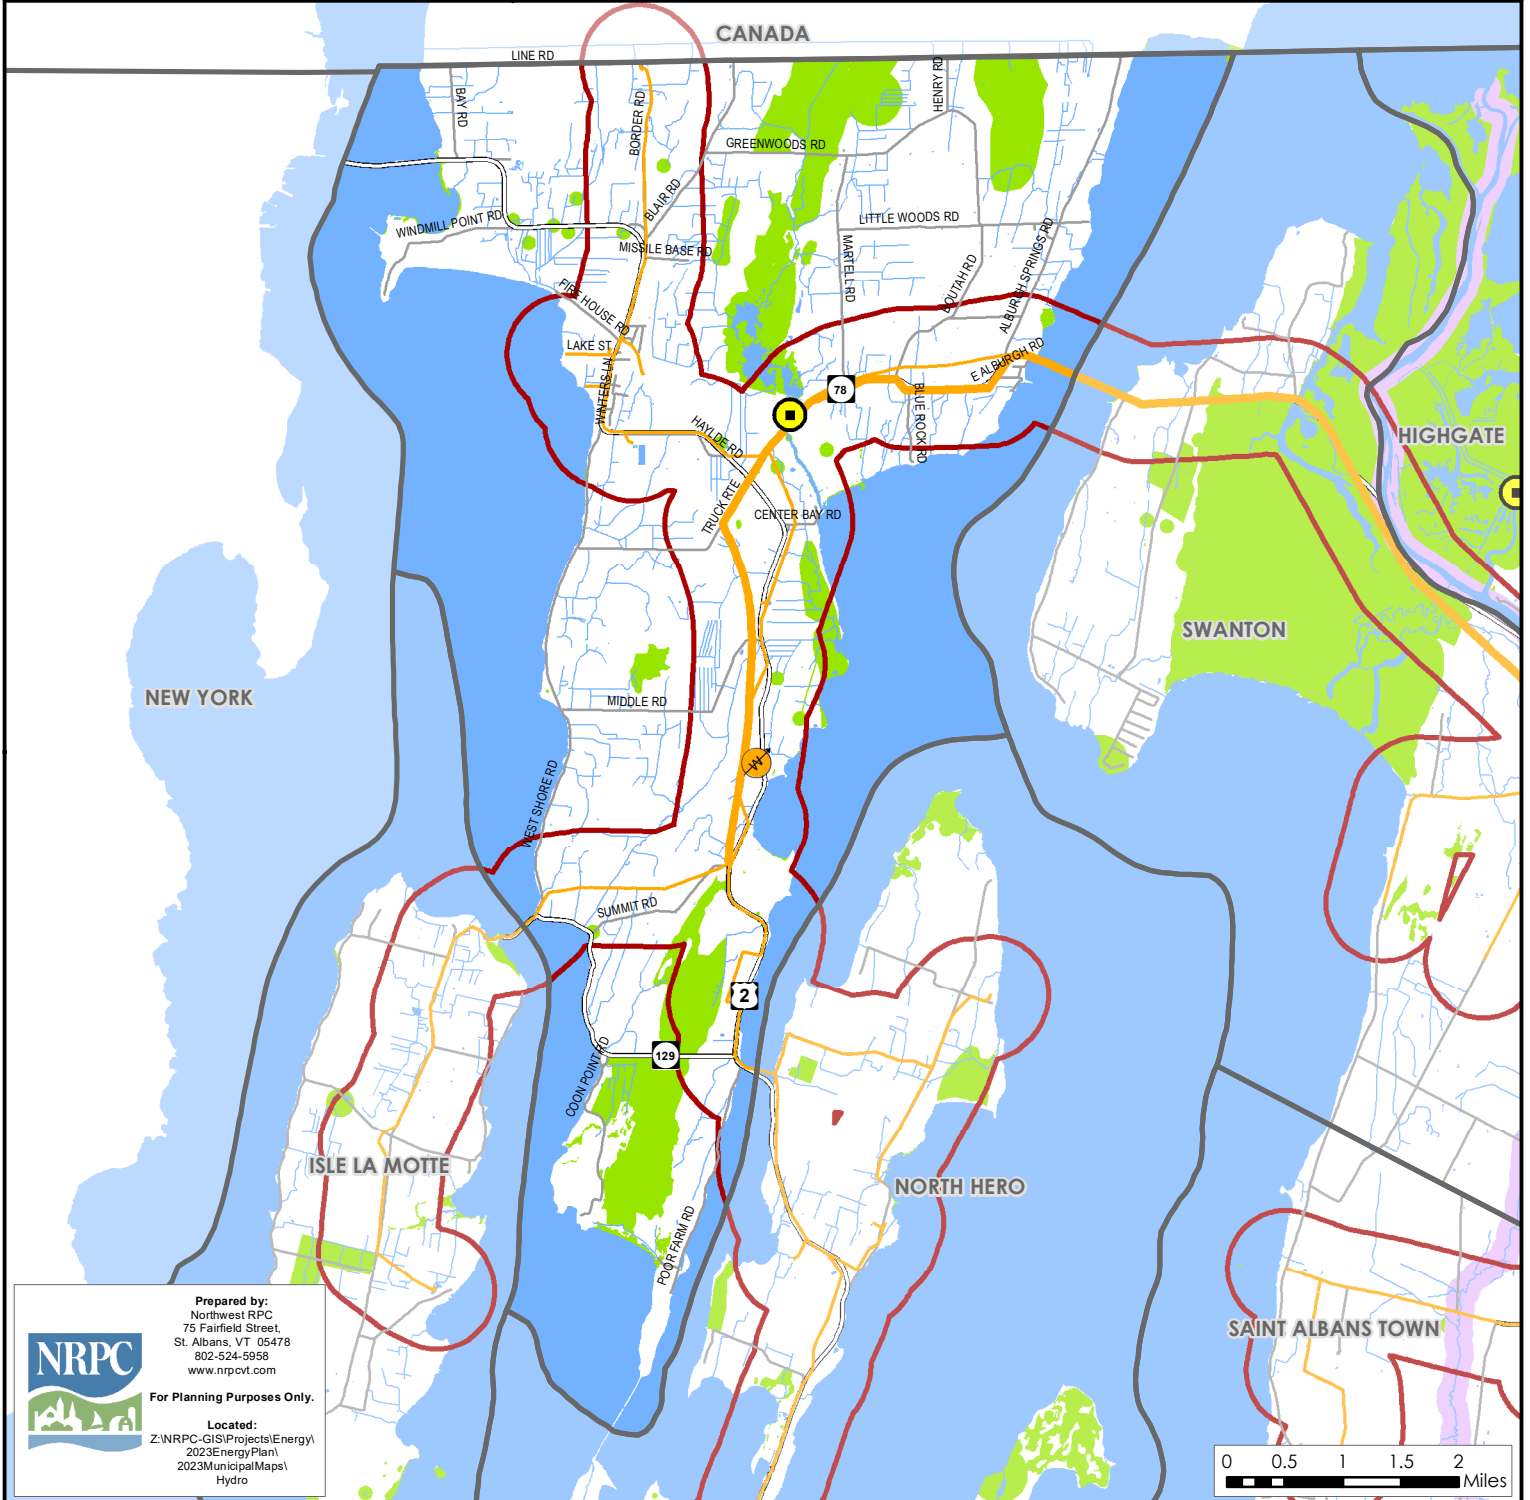 CANADA
LINE RD
BAY RD
BORDER RD
HENRY RD
GREENWOODS RD
BLAIR RD
WINDMILL POINT RD
LITTLE WOODS RD
MISSILE BASE RD
MARTELL RD
BOUTAH RD
ALBURGH SPRINGS RD
FIRE HOUSE RD
LAKE ST
WINTERS LN
E ALBURGH RD
78
BLUE ROCK RD
HAYLDE RD
HIGHGATE
TRUCK RTE
CENTER BAY RD
SWANTON
NEW YORK
MIDDLE RD
W
WEST SHORE RD
SUMMIT RD
2
129
COON POINT RD
ISLE LA MOTTE
NORTH HERO
POOR FARM RD
SAINT ALBANS TOWN
NRPC
Prepared by:
Northwest RPC
75 Fairfield Street,
St. Albans, VT 05478
802-524-5958
www.nrpcvt.com
For Planning Purposes Only.
Located:
Z:\NRPC-GIS\Projects\Energy\
2023EnergyPlan\
2023MunicipalMaps\
Hydro
0 0.5 1 1.5 2
Miles